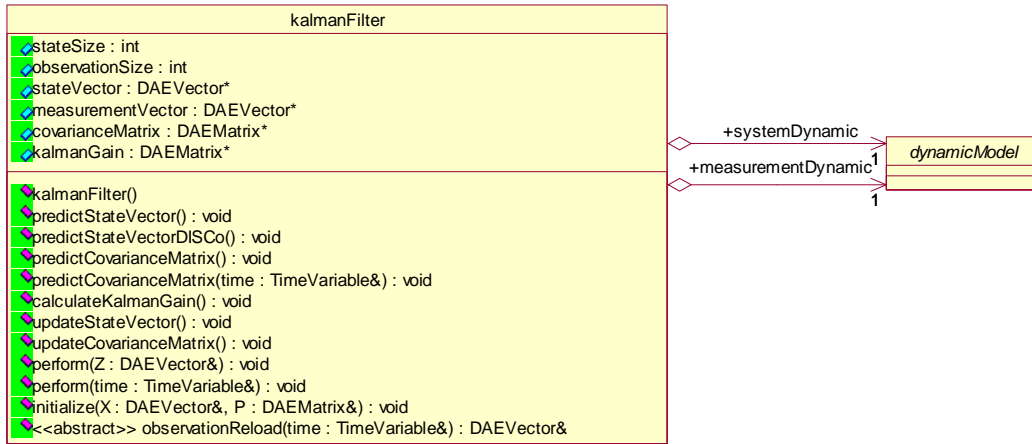 kalmanFilter
stateSize : int
observationSize : int
stateVector : DAEVector*
measurementVector : DAEVector*
covarianceMatrix : DAEMatrix*
kalmanGain : DAEMatrix*
kalmanFilter()
predictStateVector() : void
predictStateVectorDISCo() : void
predictCovarianceMatrix() : void
predictCovarianceMatrix(time : TimeVariable&) : void
calculateKalmanGain() : void
updateStateVector() : void
updateCovarianceMatrix() : void
perform(Z : DAEVector&) : void
perform(time : TimeVariable&) : void
initialize(X : DAEVector&, P : DAEMatrix&) : void
<<abstract>> observationReload(time : TimeVariable&) : DAEVector&
+systemDynamic
1
+measurementDynamic
1
dynamicModel